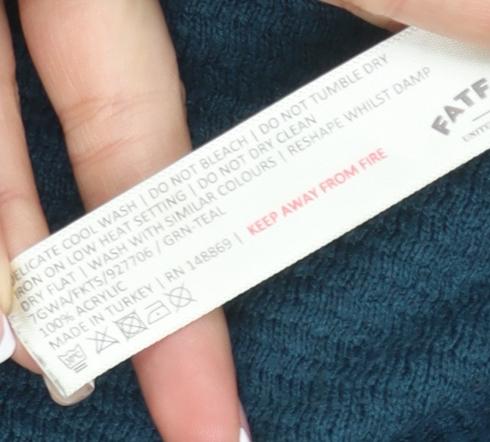 DELICATE COOL WASH | DO NOT BLEACH | DO NOT TUMBLE DRY
IRON ON LOW HEAT SETTING | DO NOT DRY CLEAN
DRY FLAT | WASH WITH SIMILAR COLOURS | RESHAPE WHILST DAMP
7GWA/FKTS/927706 / GRN-TEAL
100% ACRYLIC
MADE IN TURKEY | RN 148869 | KEEP AWAY FROM FIRE
30°C
FATF
UNITE